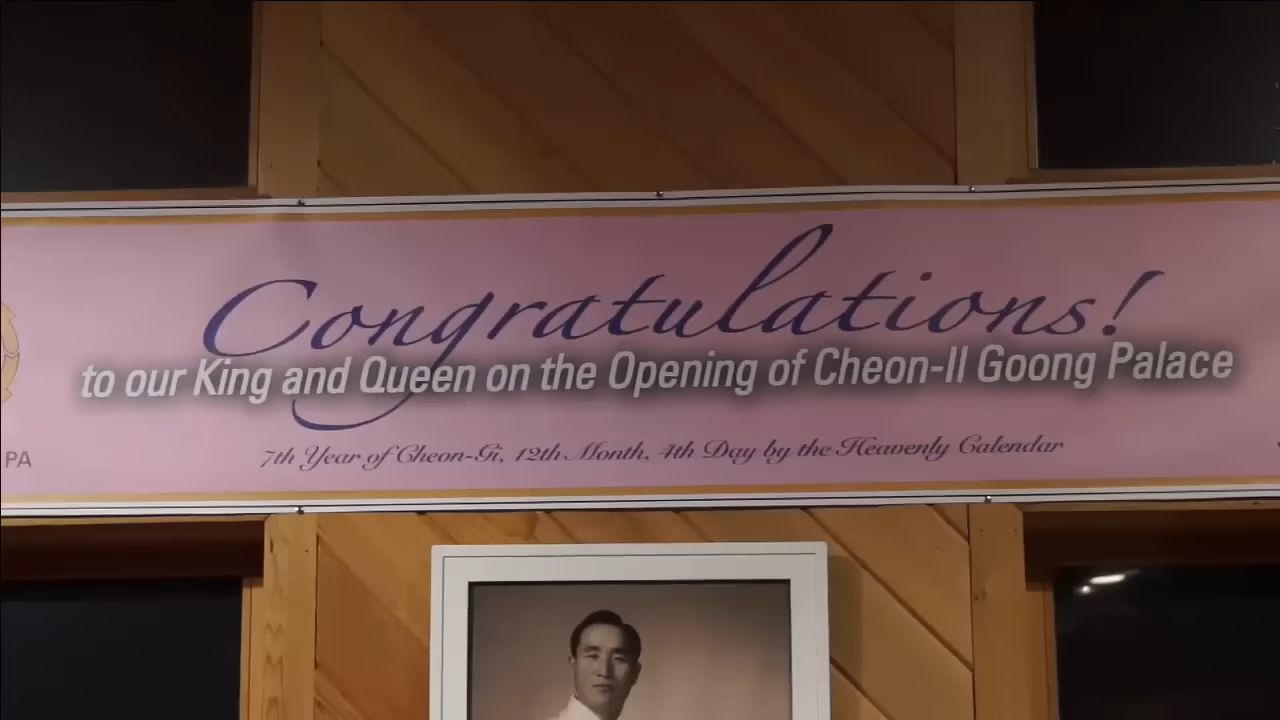 Congratulations!
to our King and Queen on the Opening of Cheon-Il Goong Palace
7th Year of Cheon-Gi, 12th Month, 4th Day by the Heavenly Calendar
PA